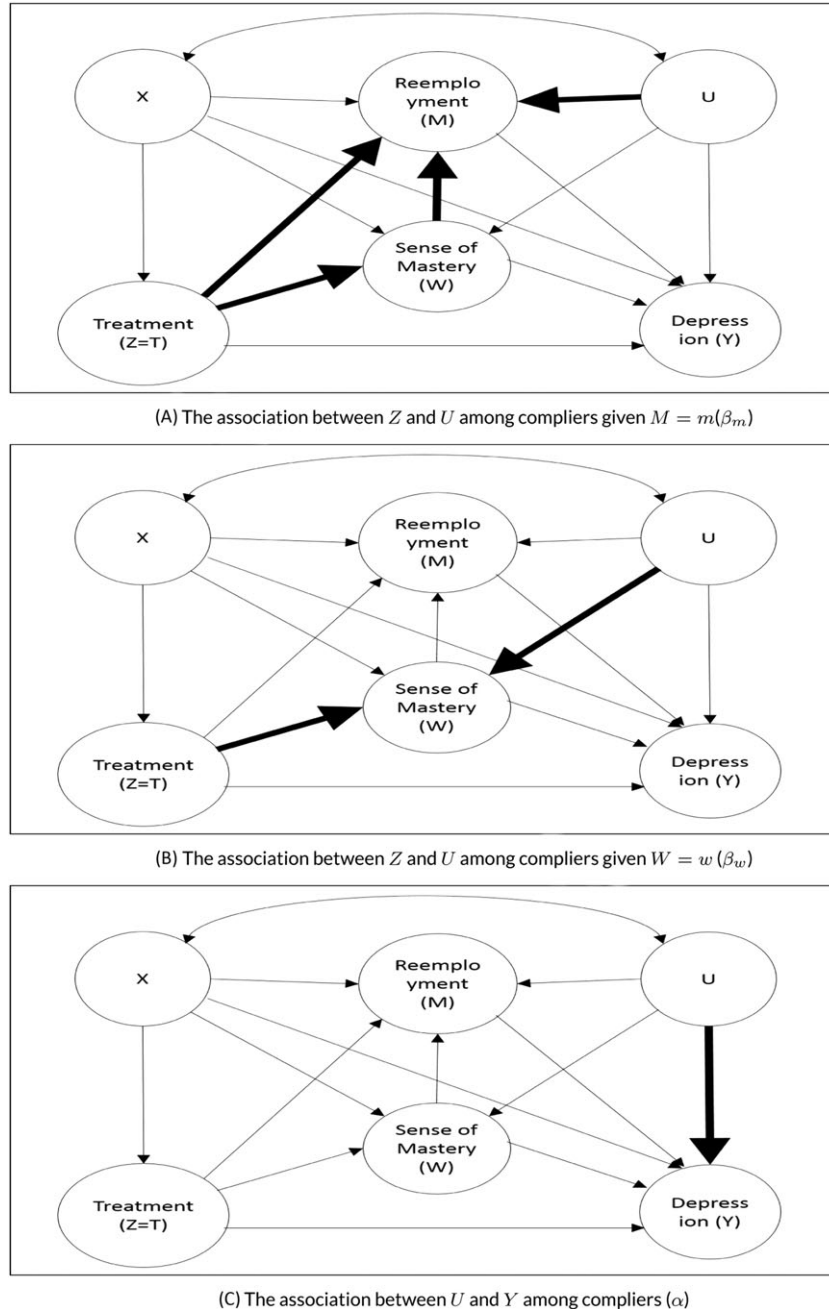 X
Reemplo
yment
(M)
U
Sense of
Mastery
(W)
Treatment
(Z=T)
Depress
ion (Y)
(A) The association between Z and U among compliers given M = m(βm)
X
Reemplo
yment
(M)
U
Sense of
Mastery
(W)
Treatment
(Z=T)
Depress
ion (Y)
(B) The association between Z and U among compliers given W = w (βw)
X
Reemplo
yment
(M)
U
Sense of
Mastery
(W)
Treatment
(Z=T)
Depress
ion (Y)
(C) The association between U and Y among compliers (α)